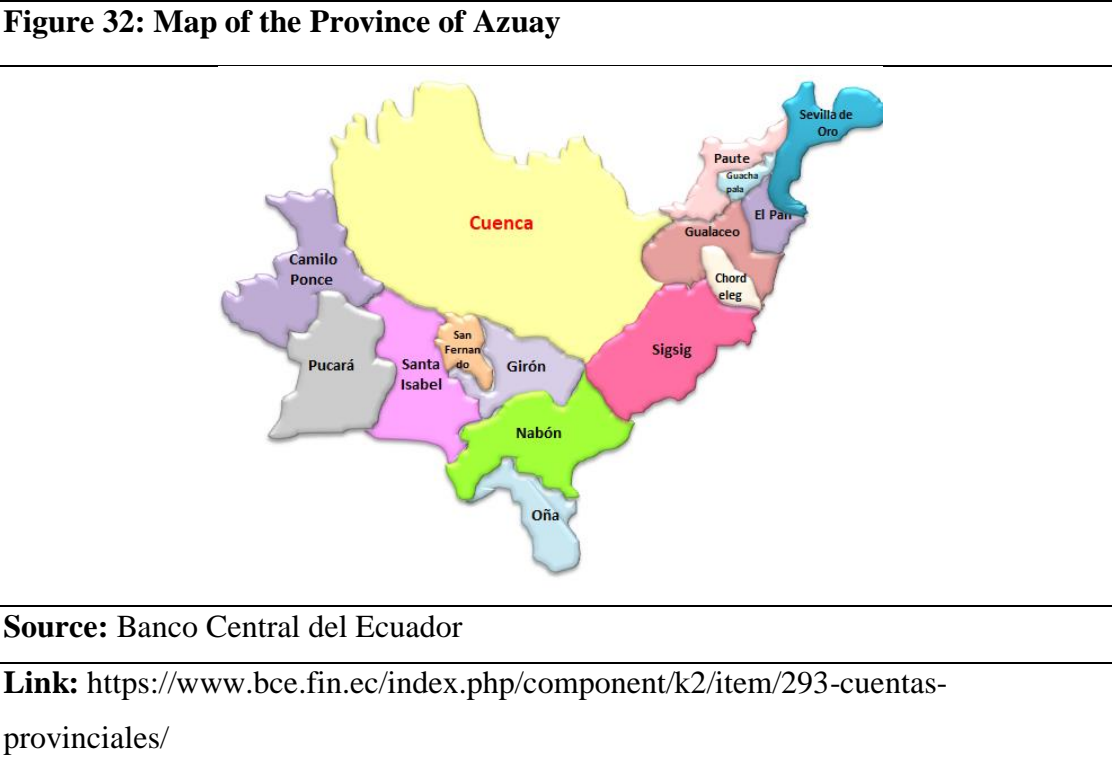 Figure 32: Map of the Province of Azuay
Sevilla de
Oro
Paute
Guacha
pala
El Pan
Cuenca
Gualaceo
Camilo
Ponce
Chord
eleg
San
Fernan
do
Sigsig
Pucará
Santa
Isabel
Girón
Nabón
Oña
Source: Banco Central del Ecuador
Link: https://www.bce.fin.ec/index.php/component/k2/item/293-cuentas-
provinciales/